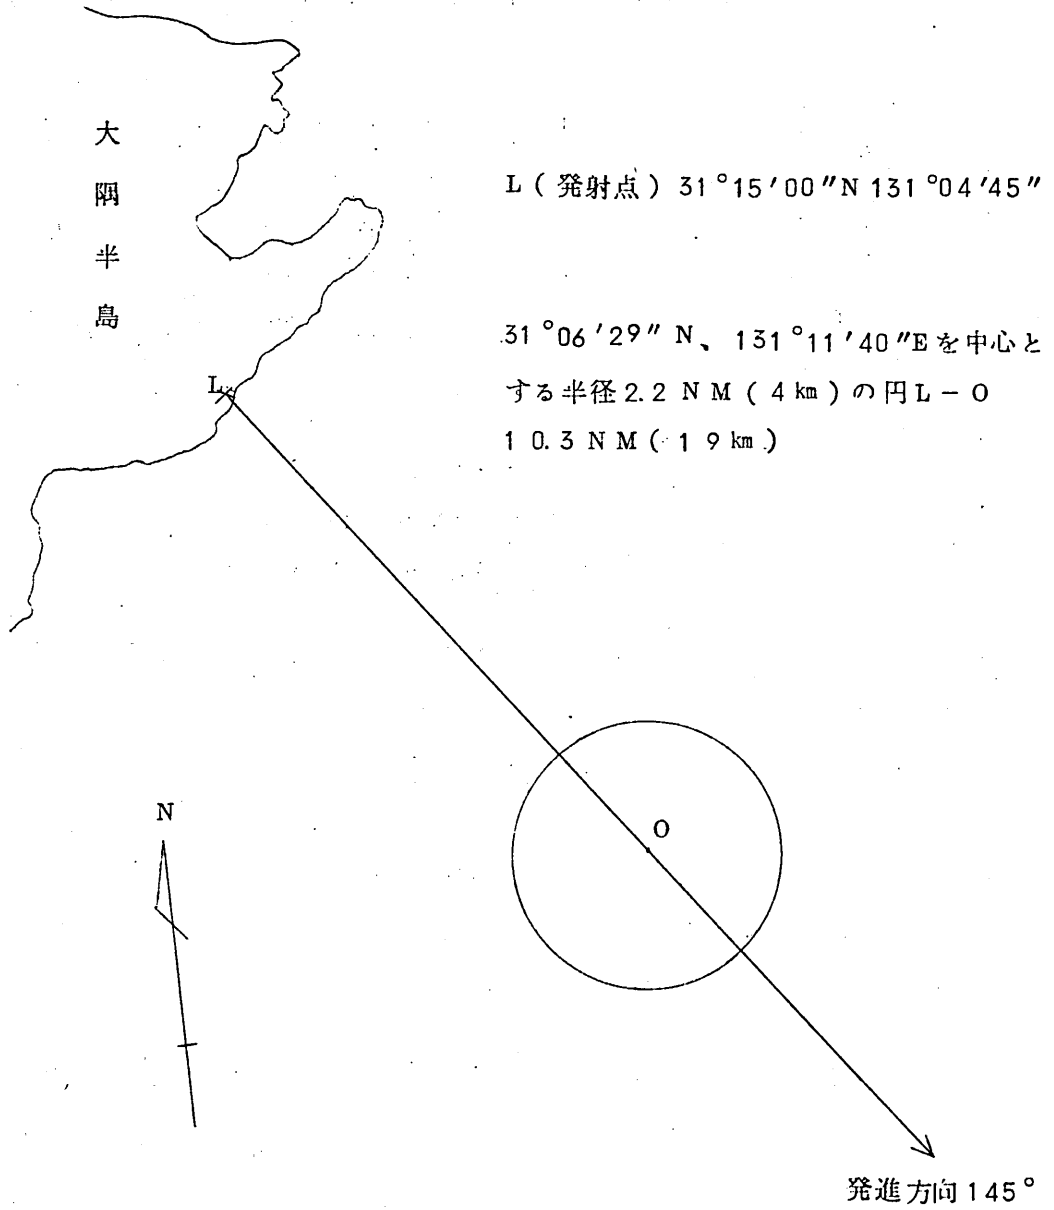 大
隅
半
島
L(発射点)31°15′00″N 131°04′45″
31°06′29″N、131°11′40″Eを中心と
する半径2.2NM(4km)の円L-O
10.3NM(19km)
L
O
N
発進方向145°